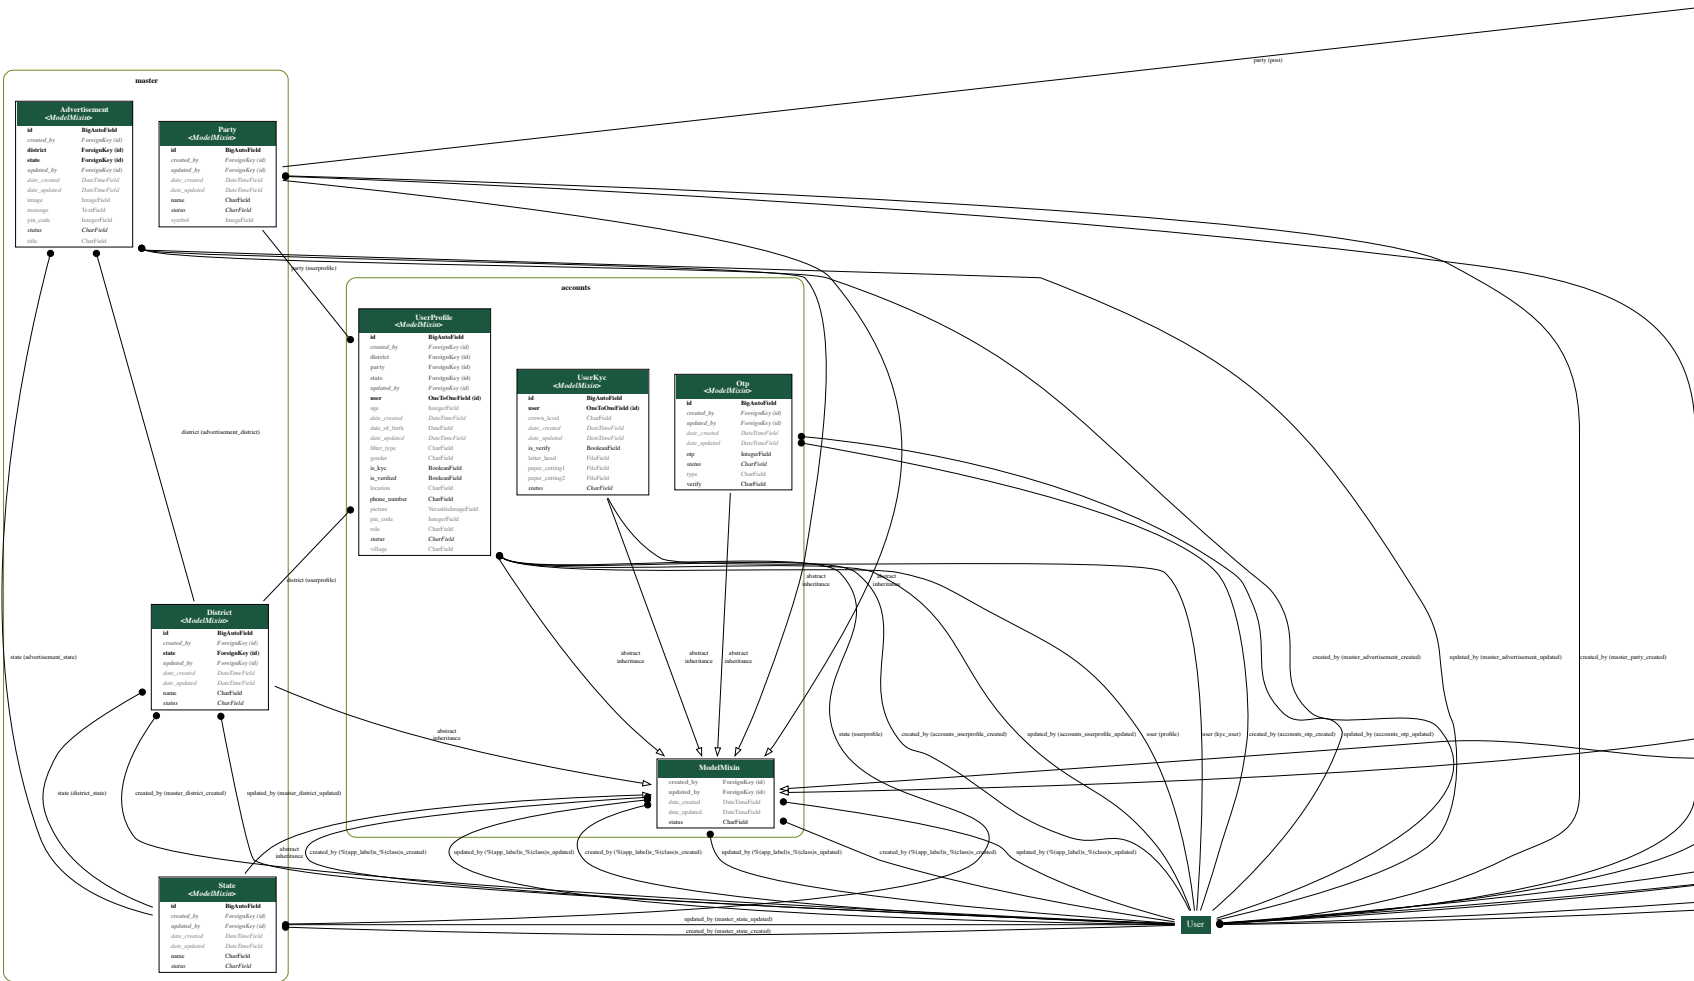 party (post)
master
Advertisement
<ModelMixin>
id BigAutoField
created_by ForeignKey (id)
district ForeignKey (id)
state ForeignKey (id)
updated_by ForeignKey (id)
date_created DateTimeField
date_updated DateTimeField
image ImageField
message TextField
pin_code IntegerField
status CharField
title CharField
Party
<ModelMixin>
id BigAutoField
created_by ForeignKey (id)
updated_by ForeignKey (id)
date_created DateTimeField
date_updated DateTimeField
name CharField
status CharField
symbol ImageField
party (userprofile)
accounts
UserProfile
<ModelMixin>
id BigAutoField
created_by ForeignKey (id)
district ForeignKey (id)
party ForeignKey (id)
state ForeignKey (id)
updated_by ForeignKey (id)
user OneToOneField (id)
age IntegerField
date_created DateTimeField
date_of_birth DateField
date_updated DateTimeField
filter_type CharField
gender CharField
is_kyc BooleanField
is_verified BooleanField
location CharField
phone_number CharField
picture VersatileImageField
pin_code IntegerField
role CharField
status CharField
village CharField
UserKyc
<ModelMixin>
id BigAutoField
user OneToOneField (id)
crown_level CharField
date_created DateTimeField
date_updated DateTimeField
is_verify BooleanField
letter_head FileField
paper_cutting1 FileField
paper_cutting2 FileField
status CharField
Otp
<ModelMixin>
id BigAutoField
created_by ForeignKey (id)
updated_by ForeignKey (id)
date_created DateTimeField
date_updated DateTimeField
otp IntegerField
status CharField
type CharField
verify CharField
district (advertisement_district)
district (userprofile)
abstract
inheritance
abstract
inheritance
District
<ModelMixin>
id BigAutoField
created_by ForeignKey (id)
state ForeignKey (id)
updated_by ForeignKey (id)
date_created DateTimeField
date_updated DateTimeField
name CharField
status CharField
state (advertisement_state)
abstract
inheritance
abstract
inheritance
abstract
inheritance
created_by (master_advertisement_created)
updated_by (master_advertisement_updated)
created_by (master_party_created)
abstract
inheritance
state (userprofile)
created_by (accounts_userprofile_created)
updated_by (accounts_userprofile_updated)
user (profile)
user (kyc_user)
created_by (accounts_otp_created)
updated_by (accounts_otp_updated)
ModelMixin
created_by ForeignKey (id)
updated_by ForeignKey (id)
date_created DateTimeField
date_updated DateTimeField
status CharField
state (district_state)
created_by (master_district_created)
updated_by (master_district_updated)
abstract
inheritance
created_by (%(app_label)s_%(class)s_created)
updated_by (%(app_label)s_%(class)s_updated)
created_by (%(app_label)s_%(class)s_created)
updated_by (%(app_label)s_%(class)s_updated)
created_by (%(app_label)s_%(class)s_created)
updated_by (%(app_label)s_%(class)s_updated)
State
<ModelMixin>
id BigAutoField
created_by ForeignKey (id)
updated_by ForeignKey (id)
date_created DateTimeField
date_updated DateTimeField
name CharField
status CharField
updated_by (master_state_updated)
created_by (master_state_created)
User